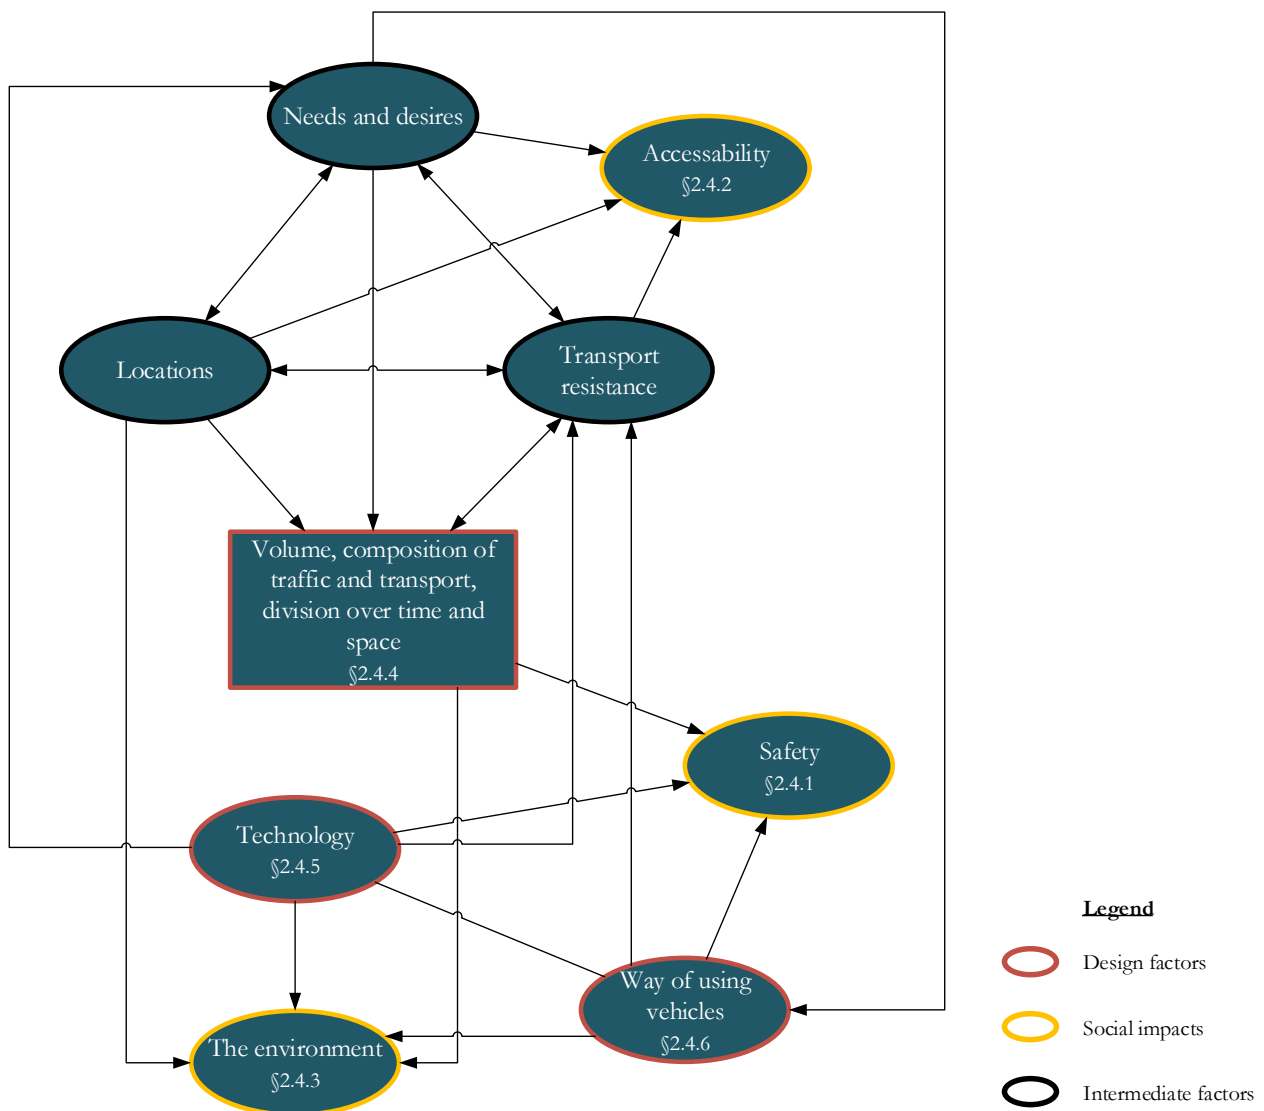 Needs and desires
Accessability
§2.4.2
Locations
Transport
resistance
Volume, composition of
traffic and transport,
division over time and
space
§2.4.4
Safety
§2.4.1
Technology
§2.4.5
Way of using
vehicles
§2.4.6
The environment
§2.4.3
Legend
Design factors
Social impacts
Intermediate factors